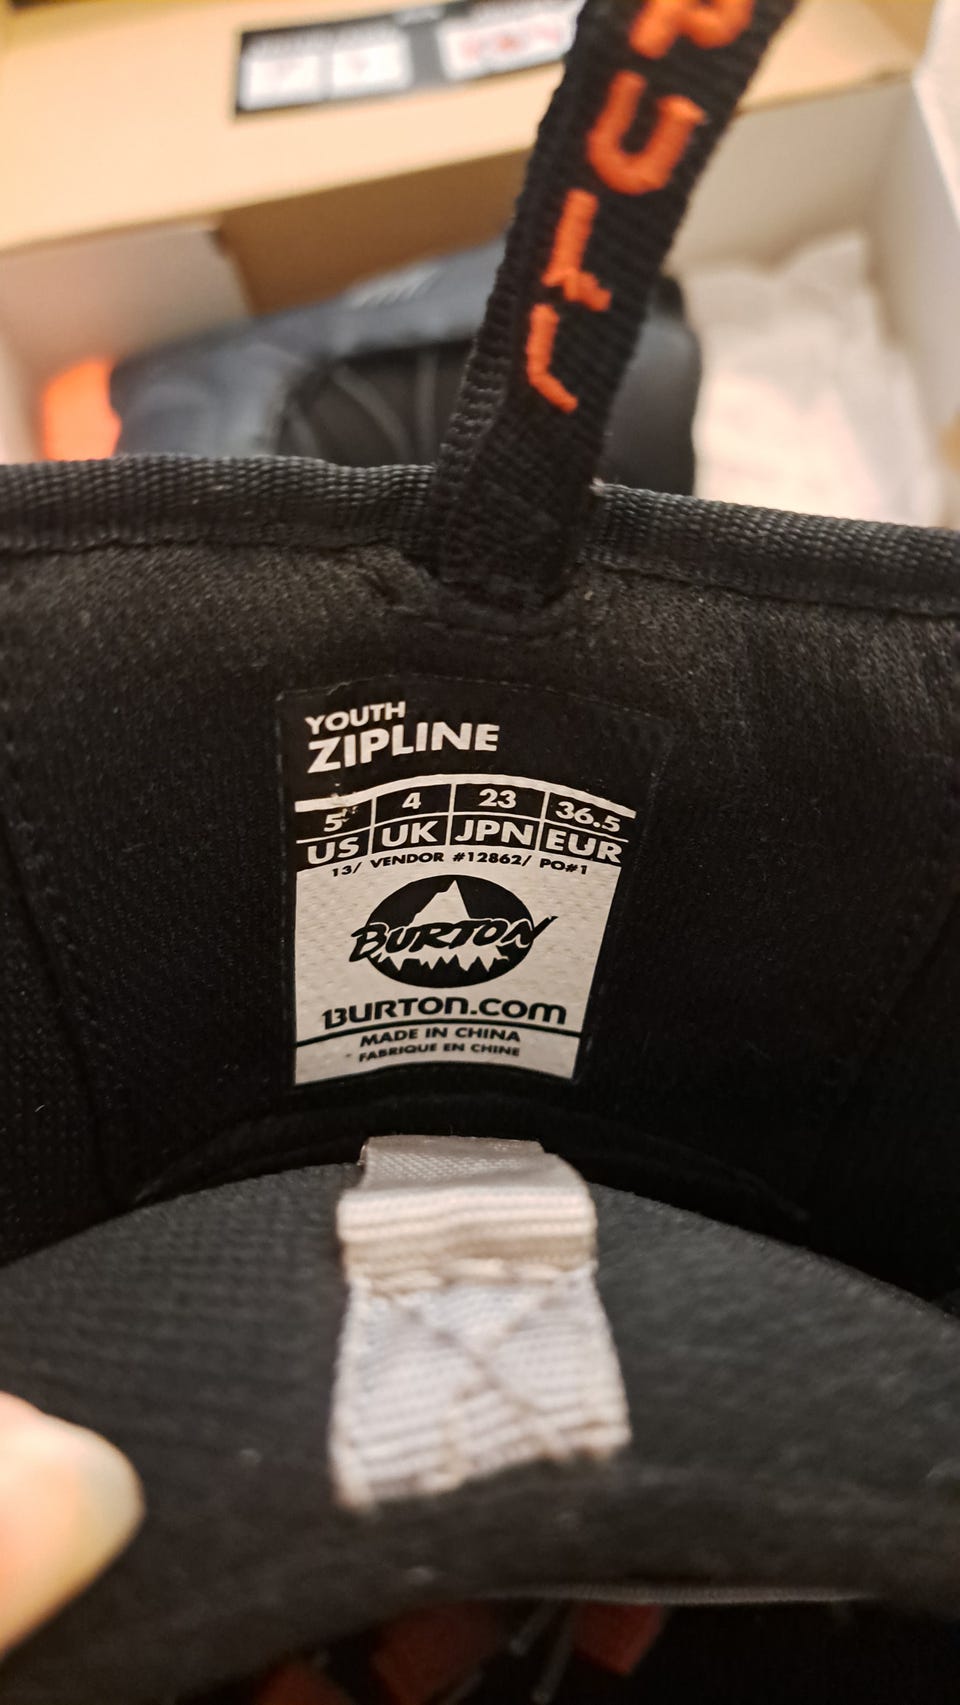 PULL
YOUTH
ZIPLINE
5 4 23 36.5
US UK JPN EUR
13/ VENDOR #12862/ PO#1
BURTON
BURTON.COM
MADE IN CHINA
FABRIQUE EN CHINE